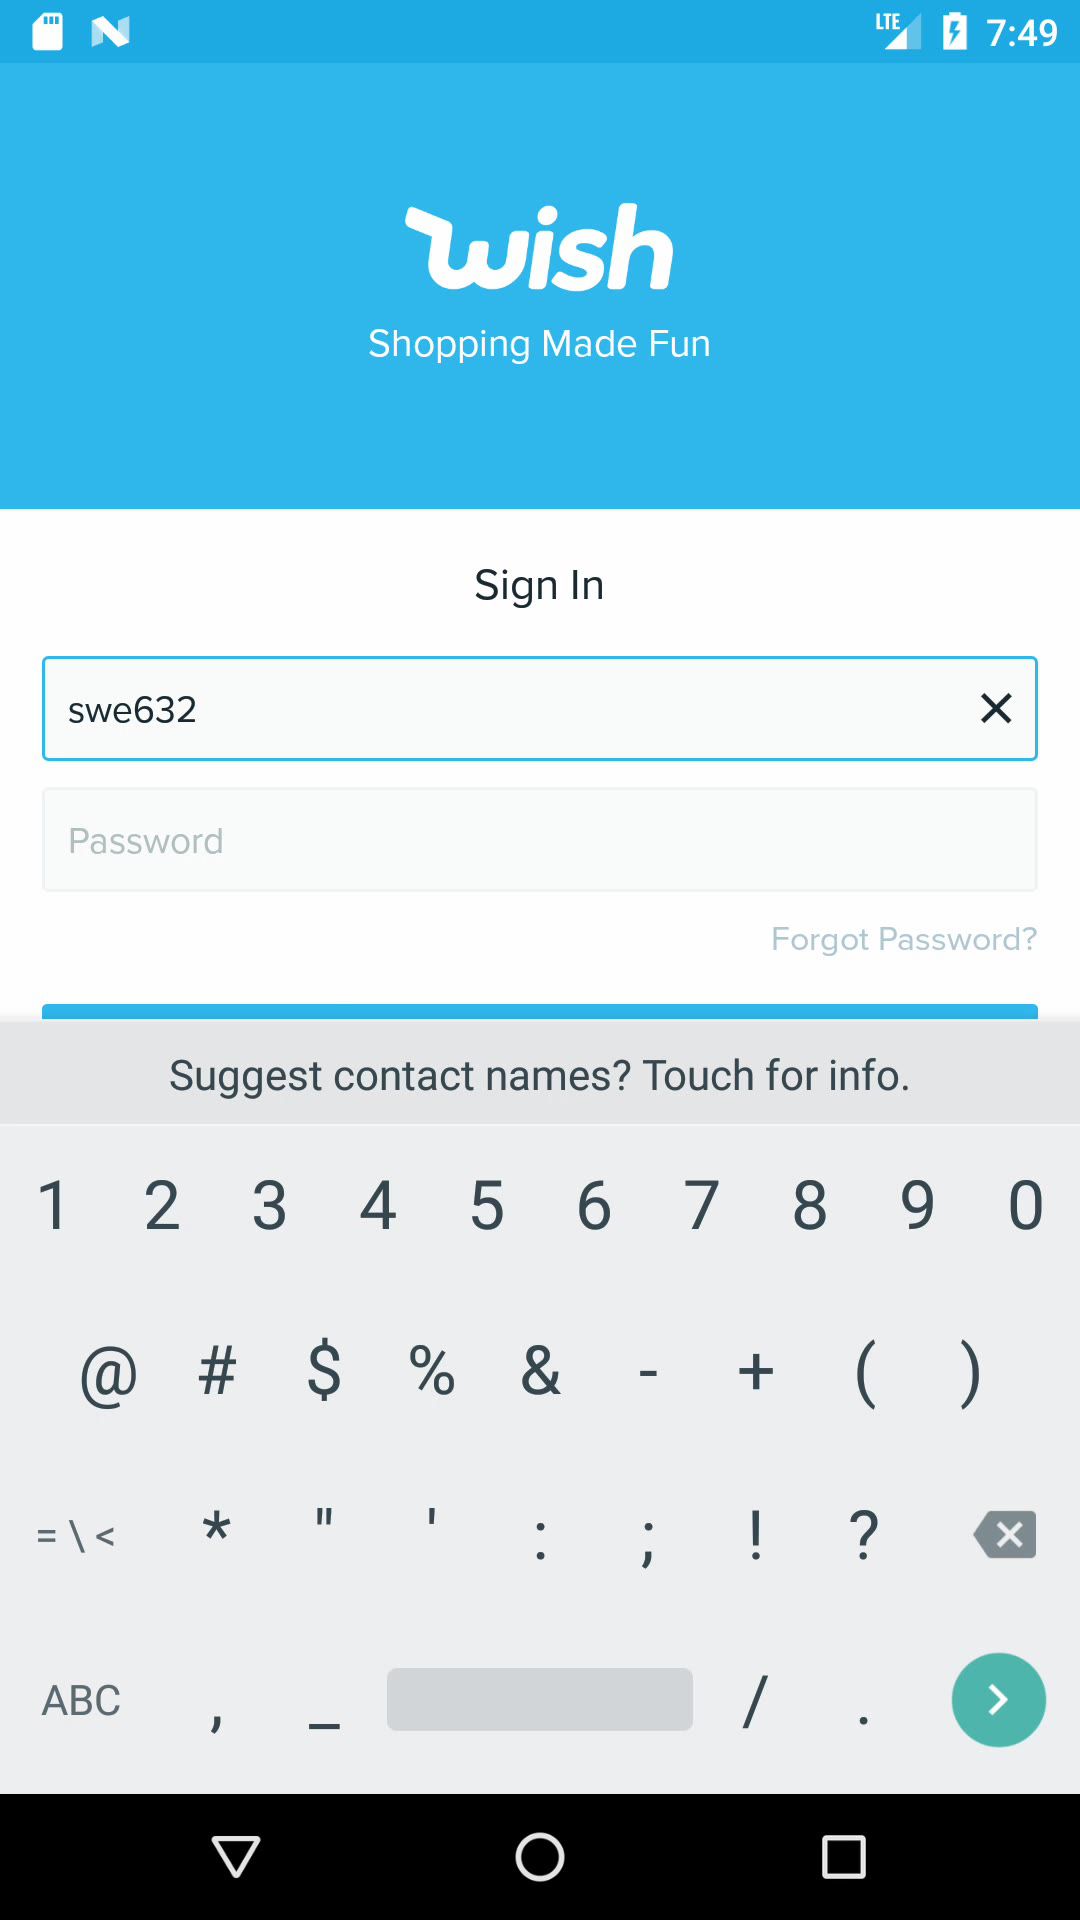 LTE 7:49
wish
Shopping Made Fun
Sign In
swe632
Password
Forgot Password?
Suggest contact names? Touch for info.
1 2 3 4 5 6 7 8 9 0
@ # $ % & - + ( )
= \ < * " ' : ; ! ?
ABC , _ / .